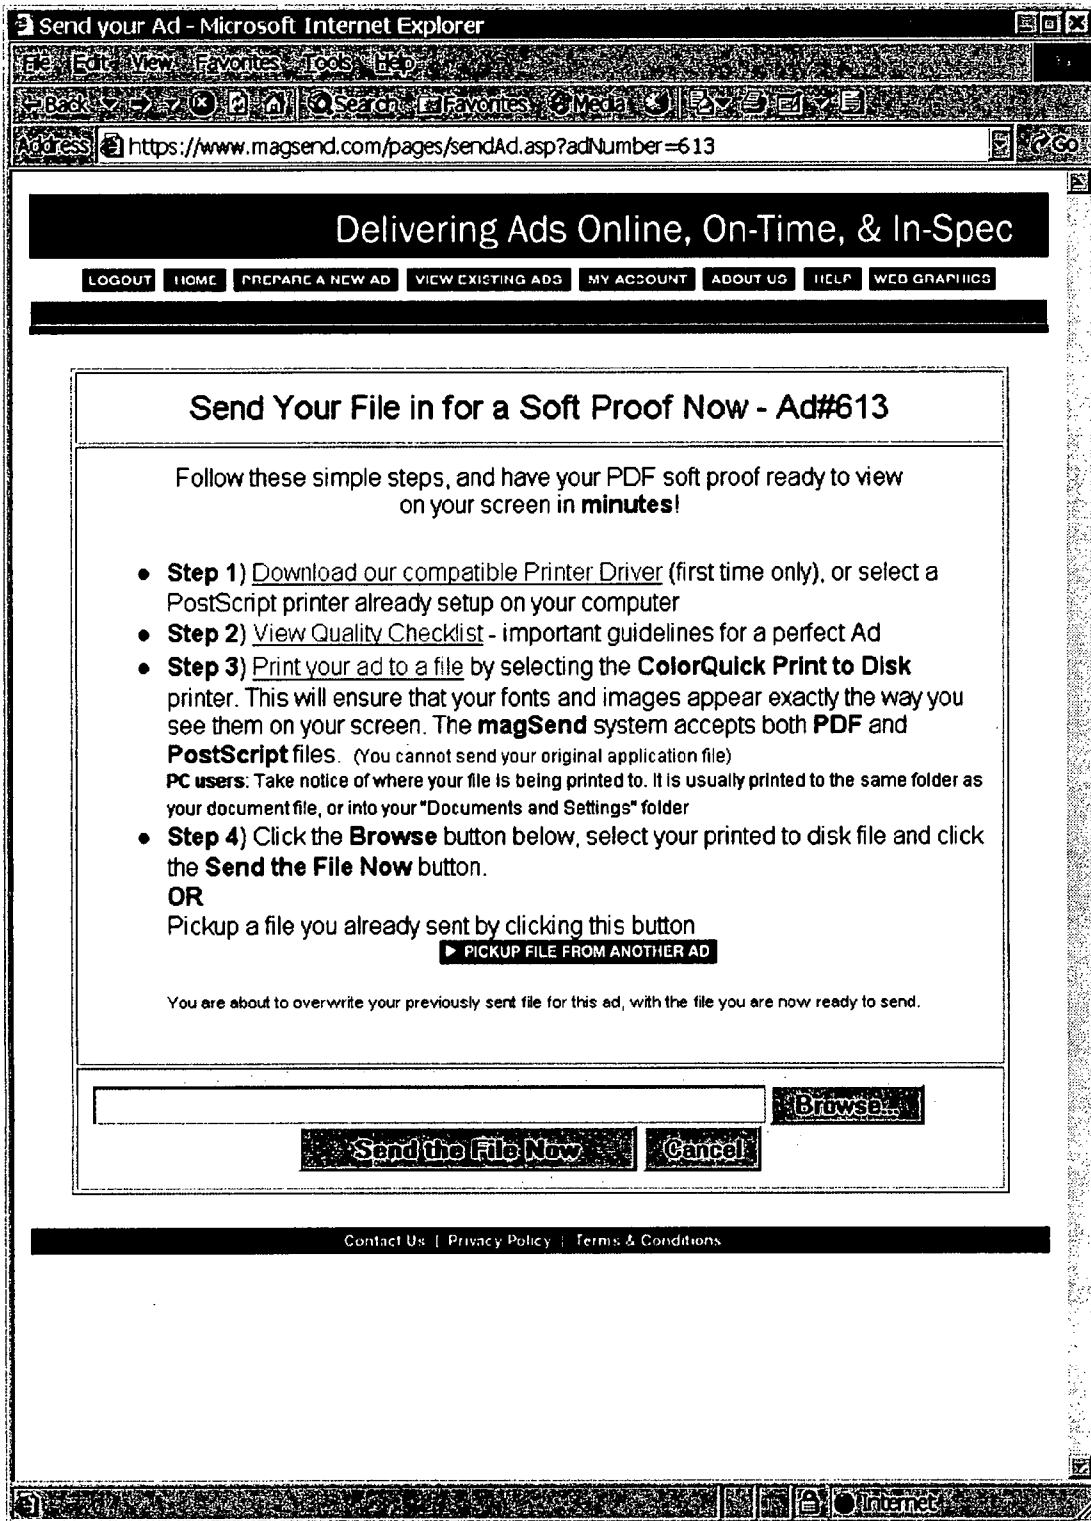 Send your Ad - Microsoft Internet Explorer
File Edit View Favorites Tools Help
Back Search Favorites Media
Address https://www.magsend.com/pages/sendAd.asp?adNumber=613 Go
Delivering Ads Online, On-Time, & In-Spec
LOGOUT HOME PREPARE A NEW AD VIEW EXISTING ADS MY ACCOUNT ABOUT US HELP WEB GRAPHICS
Send Your File in for a Soft Proof Now - Ad#613
Follow these simple steps, and have your PDF soft proof ready to view
on your screen in minutes!
● Step 1) Download our compatible Printer Driver (first time only), or select a
PostScript printer already setup on your computer
● Step 2) View Quality Checklist - important guidelines for a perfect Ad
● Step 3) Print your ad to a file by selecting the ColorQuick Print to Disk
printer. This will ensure that your fonts and images appear exactly the way you
see them on your screen. The magSend system accepts both PDF and
PostScript files. (You cannot send your original application file)
PC users: Take notice of where your file is being printed to. It is usually printed to the same folder as
your document file, or into your "Documents and Settings" folder
● Step 4) Click the Browse button below, select your printed to disk file and click
the Send the File Now button.
OR
Pickup a file you already sent by clicking this button
PICKUP FILE FROM ANOTHER AD
You are about to overwrite your previously sent file for this ad, with the file you are now ready to send.
Browse...
Send the File Now Cancel
Contact Us | Privacy Policy | Terms & Conditions
Internet